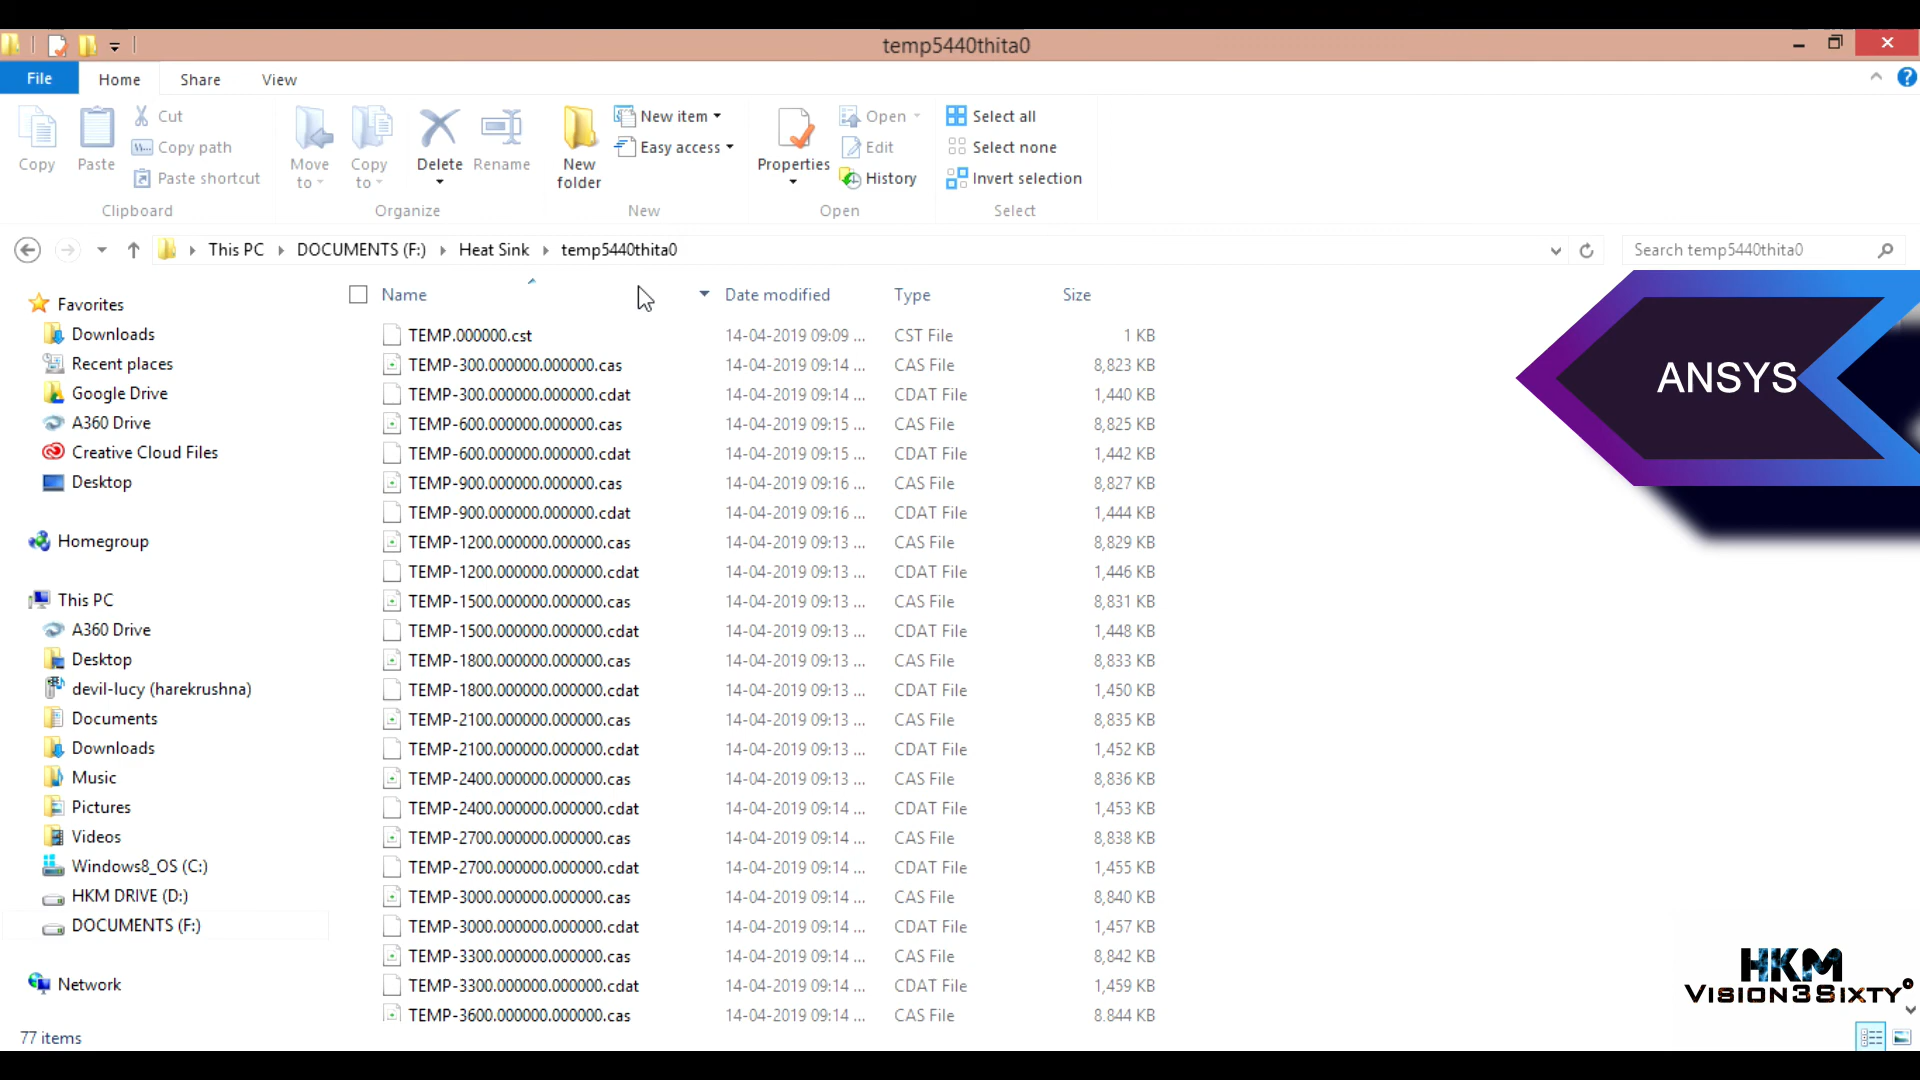 temp5440thita0
File Home Share View
Copy
Paste
Cut
Copy path
Paste shortcut
Clipboard
Move to
Copy to
Delete
Rename
Organize
New folder
New item
Easy access
New
Properties
Open
Edit
History
Open
Select all
Select none
Invert selection
Select
This PC DOCUMENTS (F:) Heat Sink temp5440thita0
Search temp5440thita0
Favorites
Downloads
Recent places
Google Drive
A360 Drive
Creative Cloud Files
Desktop
Homegroup
This PC
A360 Drive
Desktop
devil-lucy (harekrushna)
Documents
Downloads
Music
Pictures
Videos
Windows8_OS (C:)
HKM DRIVE (D:)
DOCUMENTS (F:)
Network
Name Date modified Type Size
TEMP.000000.cst 14-04-2019 09:09 ... CST File 1 KB
TEMP-300.000000.000000.cas 14-04-2019 09:14 ... CAS File 8,823 KB
TEMP-300.000000.000000.cdat 14-04-2019 09:14 ... CDAT File 1,440 KB
TEMP-600.000000.000000.cas 14-04-2019 09:15 ... CAS File 8,825 KB
TEMP-600.000000.000000.cdat 14-04-2019 09:15 ... CDAT File 1,442 KB
TEMP-900.000000.000000.cas 14-04-2019 09:16 ... CAS File 8,827 KB
TEMP-900.000000.000000.cdat 14-04-2019 09:16 ... CDAT File 1,444 KB
TEMP-1200.000000.000000.cas 14-04-2019 09:13 ... CAS File 8,829 KB
TEMP-1200.000000.000000.cdat 14-04-2019 09:13 ... CDAT File 1,446 KB
TEMP-1500.000000.000000.cas 14-04-2019 09:13 ... CAS File 8,831 KB
TEMP-1500.000000.000000.cdat 14-04-2019 09:13 ... CDAT File 1,448 KB
TEMP-1800.000000.000000.cas 14-04-2019 09:13 ... CAS File 8,833 KB
TEMP-1800.000000.000000.cdat 14-04-2019 09:13 ... CDAT File 1,450 KB
TEMP-2100.000000.000000.cas 14-04-2019 09:13 ... CAS File 8,835 KB
TEMP-2100.000000.000000.cdat 14-04-2019 09:13 ... CDAT File 1,452 KB
TEMP-2400.000000.000000.cas 14-04-2019 09:13 ... CAS File 8,836 KB
TEMP-2400.000000.000000.cdat 14-04-2019 09:14 ... CDAT File 1,453 KB
TEMP-2700.000000.000000.cas 14-04-2019 09:14 ... CAS File 8,838 KB
TEMP-2700.000000.000000.cdat 14-04-2019 09:14 ... CDAT File 1,455 KB
TEMP-3000.000000.000000.cas 14-04-2019 09:14 ... CAS File 8,840 KB
TEMP-3000.000000.000000.cdat 14-04-2019 09:14 ... CDAT File 1,457 KB
TEMP-3300.000000.000000.cas 14-04-2019 09:14 ... CAS File 8,842 KB
TEMP-3300.000000.000000.cdat 14-04-2019 09:14 ... CDAT File 1,459 KB
TEMP-3600.000000.000000.cas 14-04-2019 09:14 ... CAS File 8,844 KB
77 items
ANSYS
HKM
VISION3SIXTY°